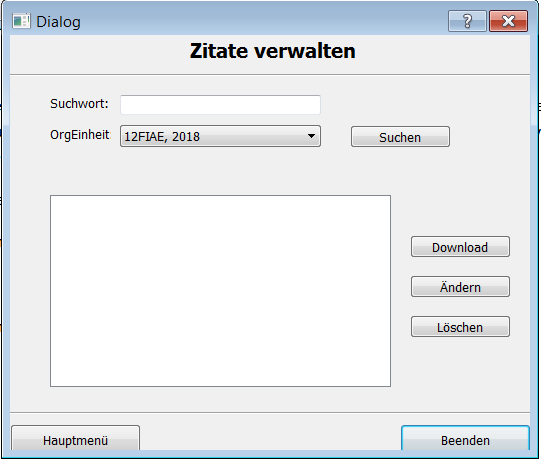 Dialog
Zitate verwalten
Suchwort:
OrgEinheit 12FIAE, 2018 Suchen
Download
Ändern
Löschen
Hauptmenü Beenden